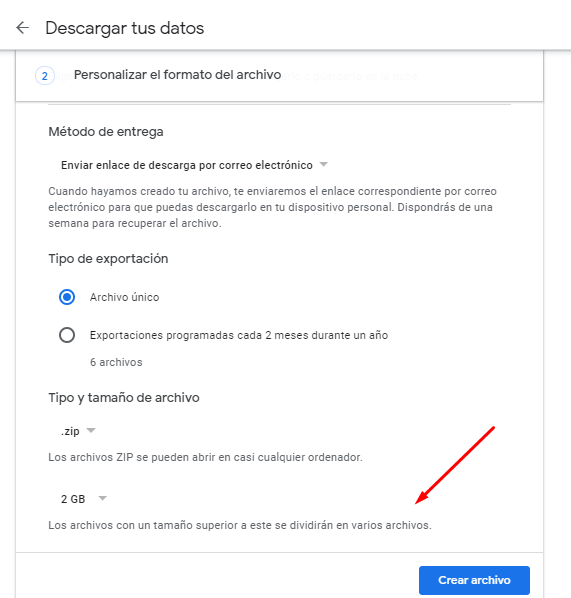 Descargar tus datos
2 Personalizar el formato del archivo
Método de entrega
Enviar enlace de descarga por correo electrónico
Cuando hayamos creado tu archivo, te enviaremos el enlace correspondiente por correo
electrónico para que puedas descargarlo en tu dispositivo personal. Dispondrás de una
semana para recuperar el archivo.
Tipo de exportación
Archivo único
Exportaciones programadas cada 2 meses durante un año
6 archivos
Tipo y tamaño de archivo
.zip
Los archivos ZIP se pueden abrir en casi cualquier ordenador.
2 GB
Los archivos con un tamaño superior a este se dividirán en varios archivos.
Crear archivo